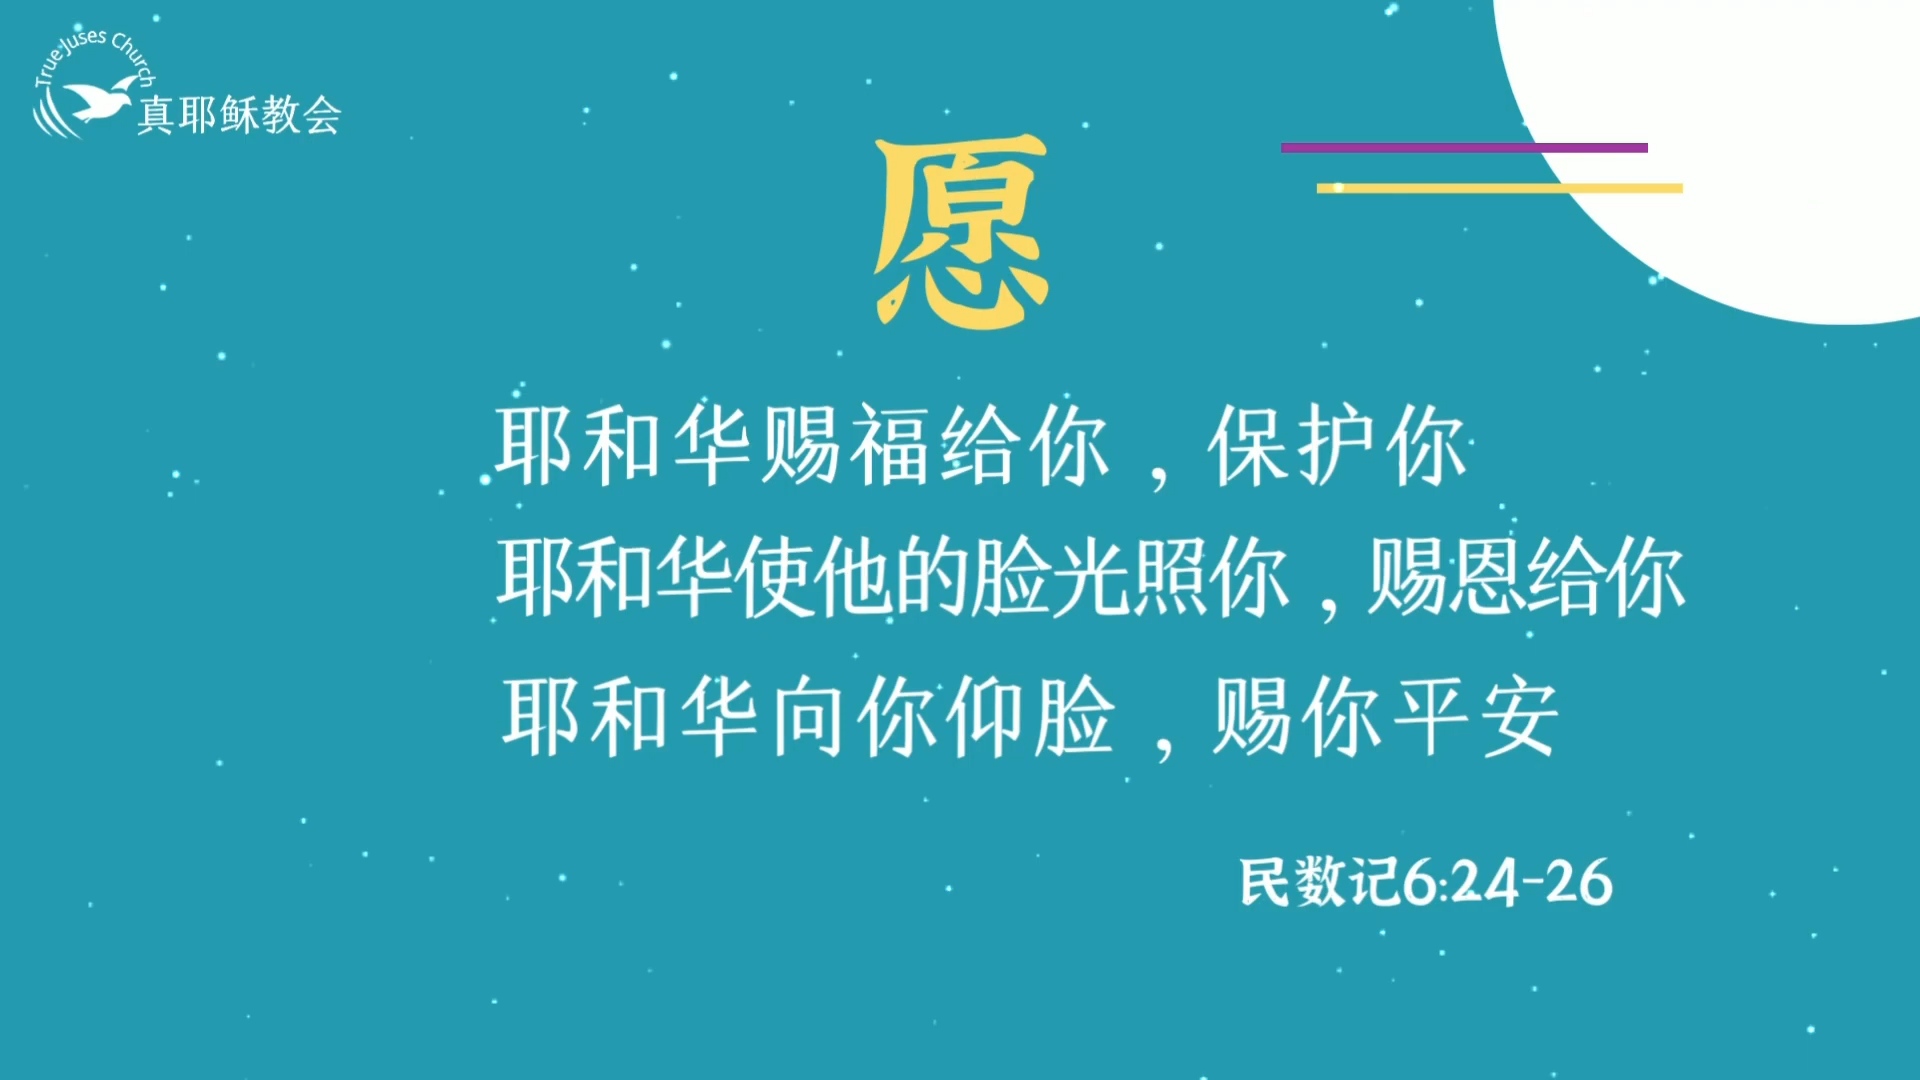 True Juses Church
真耶稣教会
愿
耶和华赐福给你，保护你
耶和华使他的脸光照你，赐恩给你
耶和华向你仰脸，赐你平安
民数记6:24-26